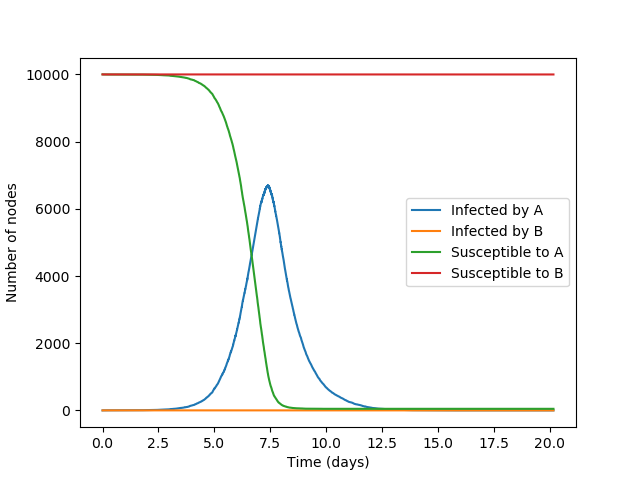 10000
8000
6000
4000
2000
0
Number of nodes
Infected by A
Infected by B
Susceptible to A
Susceptible to B
0.0 2.5 5.0 7.5 10.0 12.5 15.0 17.5 20.0
Time (days)